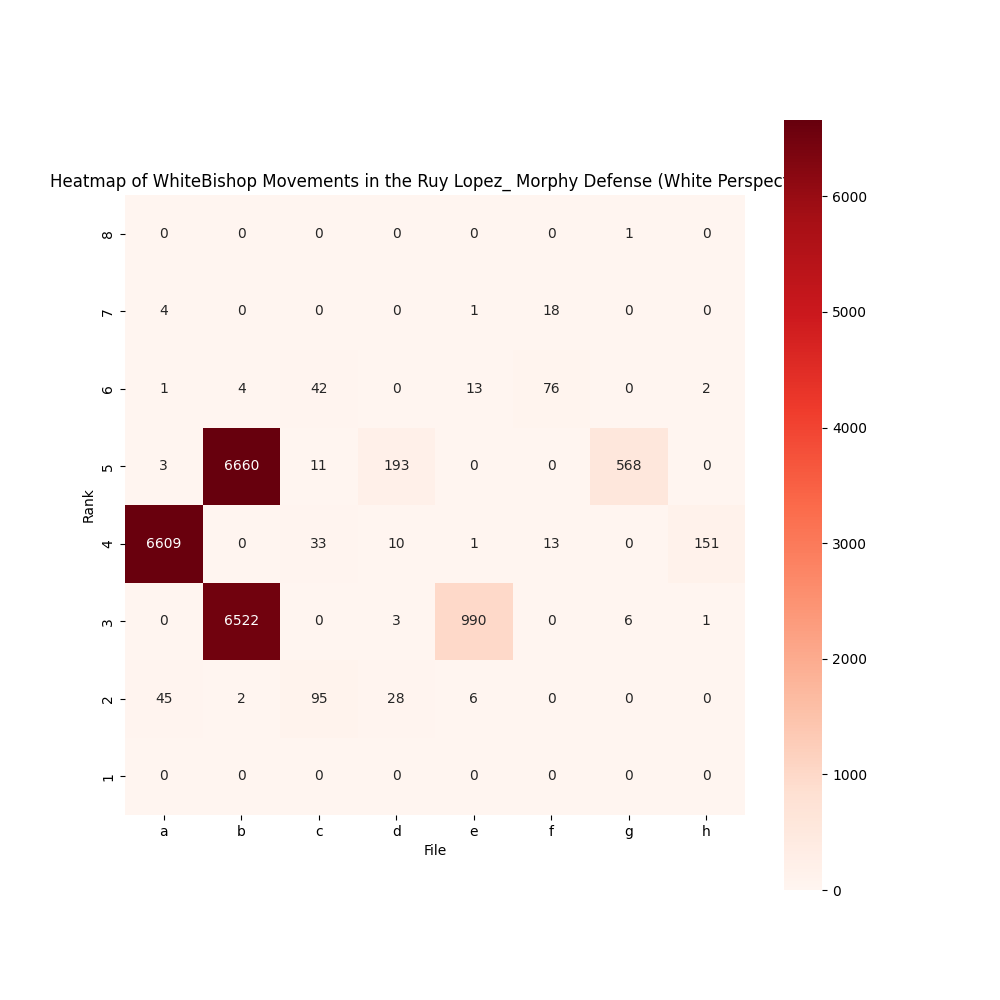 Heatmap of WhiteBishop Movements in the Ruy Lopez_ Morphy Defense (White Perspec
8 0 0 0 0 0 0 1 0
7 4 0 0 0 1 18 0 0
6 1 4 42 0 13 76 0 2
5 3 6660 11 193 0 0 568 0
4 6609 0 33 10 1 13 0 151
3 0 6522 0 3 990 0 6 1
2 45 2 95 28 6 0 0 0
1 0 0 0 0 0 0 0 0
a b c d e f g h
File
Rank
6000
5000
4000
3000
2000
1000
0